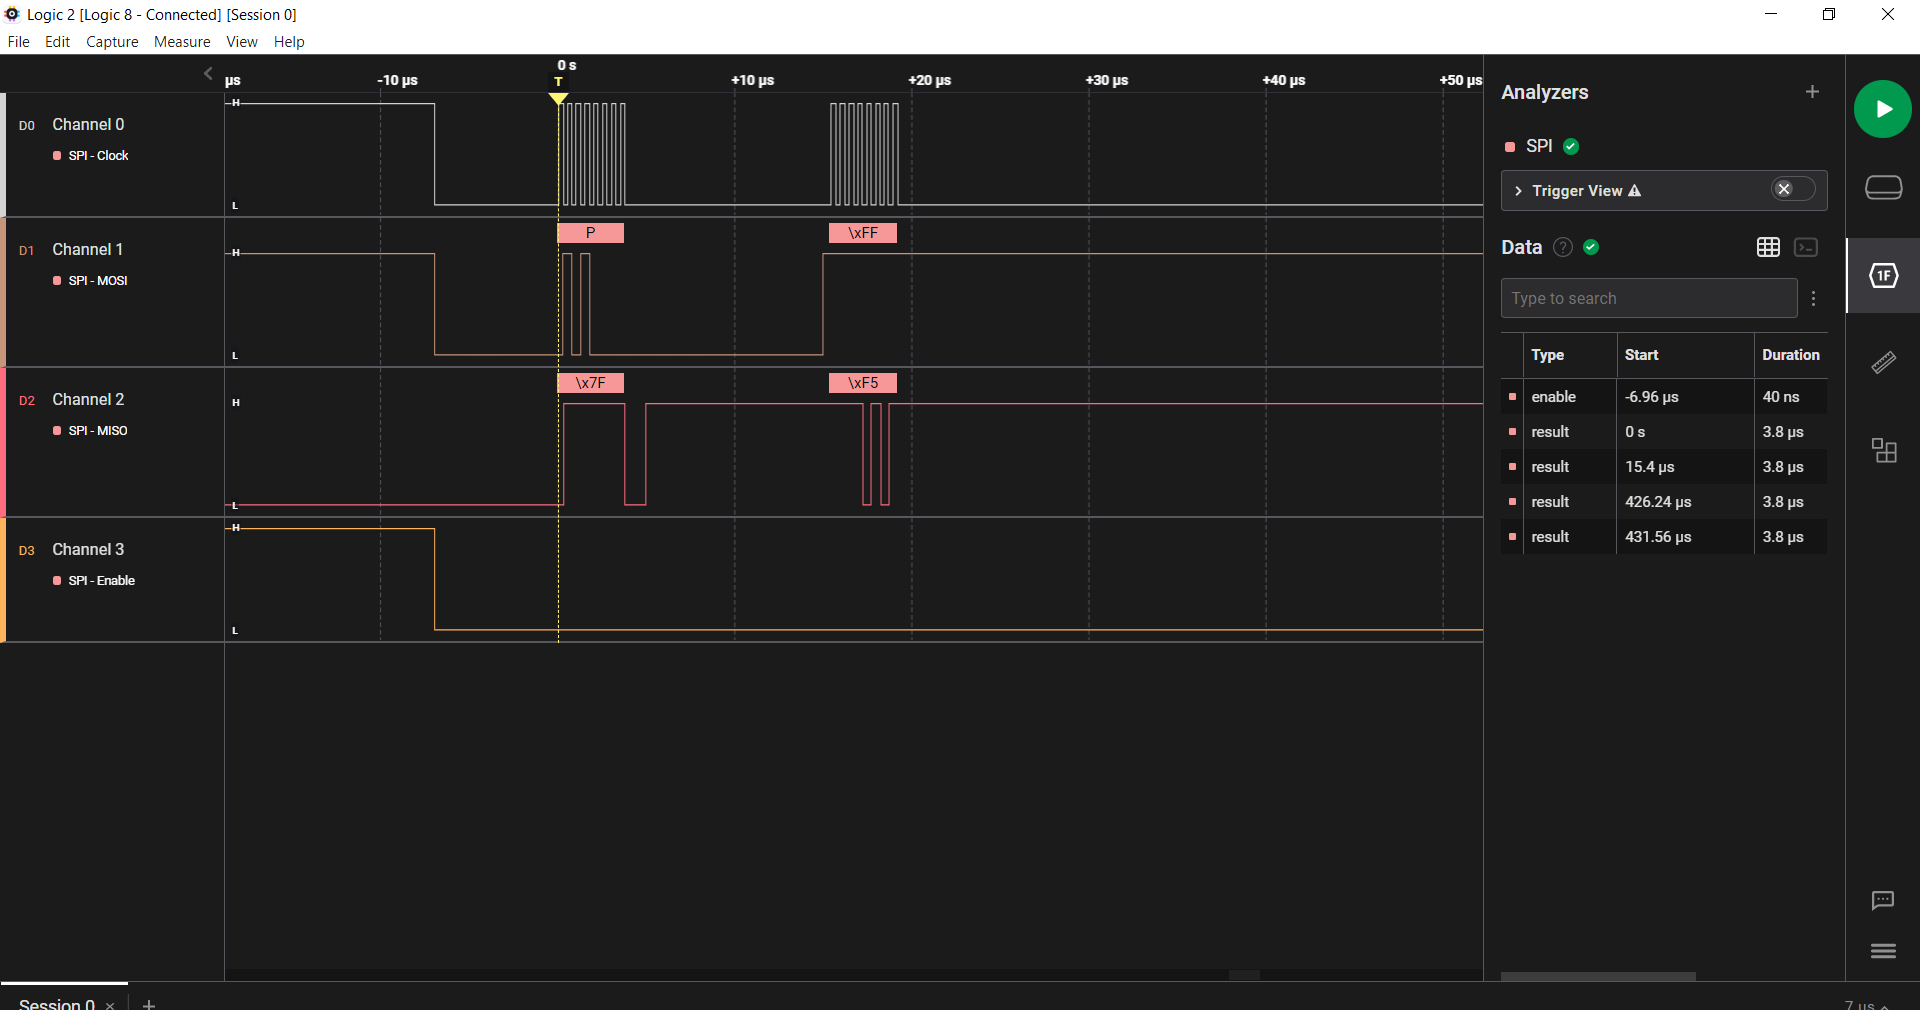 Logic 2 [Logic 8 - Connected] [Session 0]
File Edit Capture Measure View Help
µs -10 µs 0 s +10 µs +20 µs +30 µs +40 µs +50 µs
T
D0 Channel 0
SPI - Clock
H
L
D1 Channel 1
SPI - MOSI
H
L
P \xFF
D2 Channel 2
SPI - MISO
H
L
\x7F \xF5
D3 Channel 3
SPI - Enable
H
L
Analyzers
SPI
Trigger View
Data
Type to search
Type Start Duration
enable -6.96 µs 40 ns
result 0 s 3.8 µs
result 15.4 µs 3.8 µs
result 426.24 µs 3.8 µs
result 431.56 µs 3.8 µs
1F
Session 0
7 µs